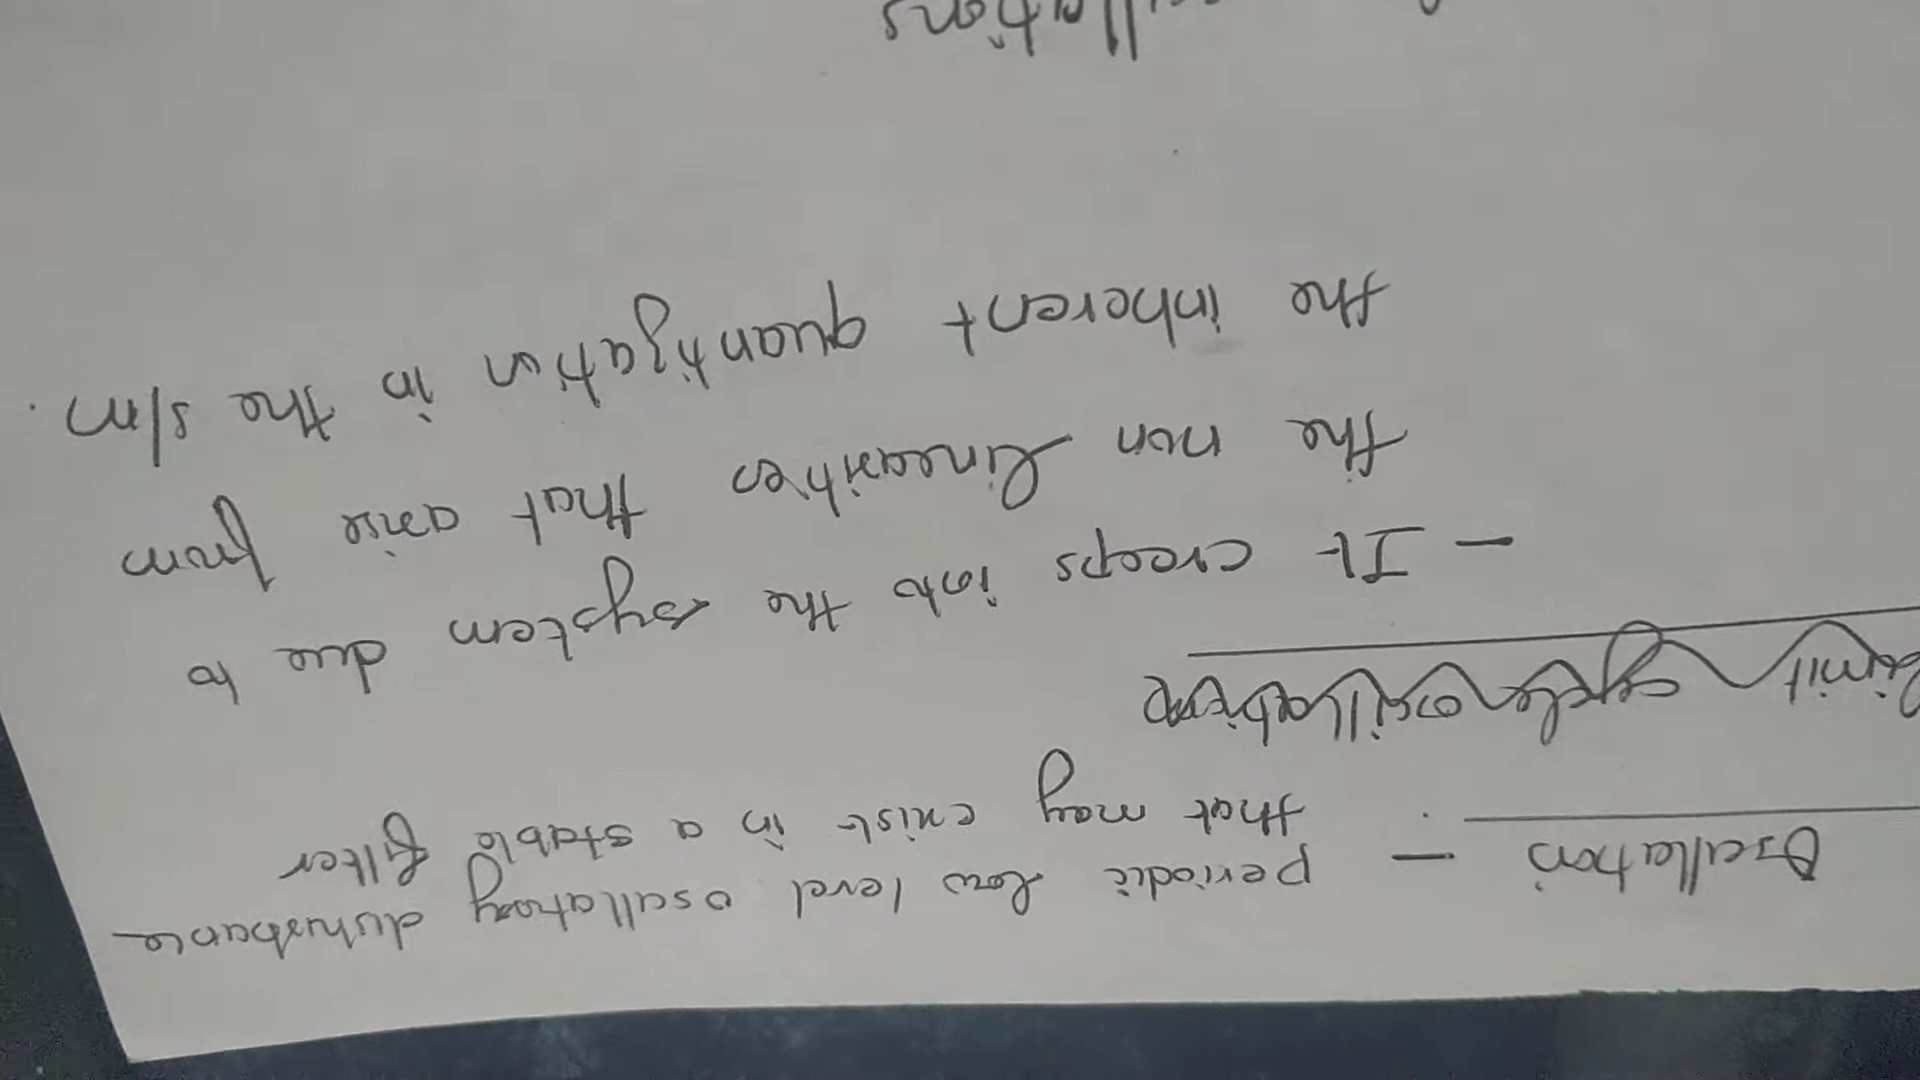 Oscillations - periodic low level oscillatory disturbance
that may exist in a stable filter
Limit cycle oscillations
- It creeps into the system due to
the non linearities that arise from
the inherent quantization in the s/m.